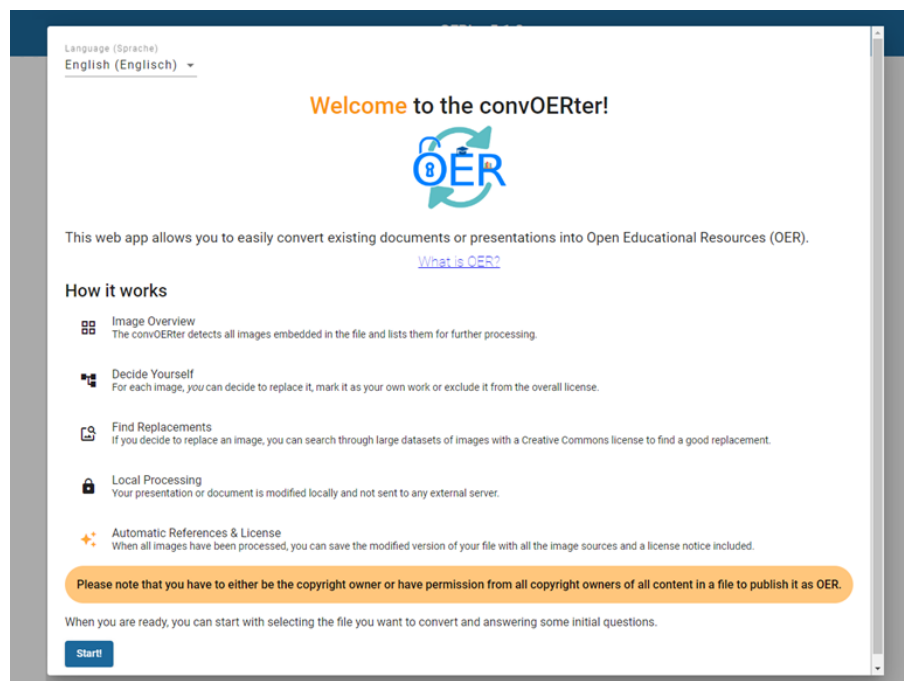 Language (Sprache)
English (Englisch)
Welcome to the convOERter!
OER
This web app allows you to easily convert existing documents or presentations into Open Educational Resources (OER).
What is OER?
How it works
Image Overview
The convOERter detects all images embedded in the file and lists them for further processing.
Decide Yourself
For each image, you can decide to replace it, mark it as your own work or exclude it from the overall license.
Find Replacements
If you decide to replace an image, you can search through large datasets of images with a Creative Commons license to find a good replacement.
Local Processing
Your presentation or document is modified locally and not sent to any external server.
Automatic References & License
When all images have been processed, you can save the modified version of your file with all the image sources and a license notice included.
Please note that you have to either be the copyright owner or have permission from all copyright owners of all content in a file to publish it as OER.
When you are ready, you can start with selecting the file you want to convert and answering some initial questions.
Start!